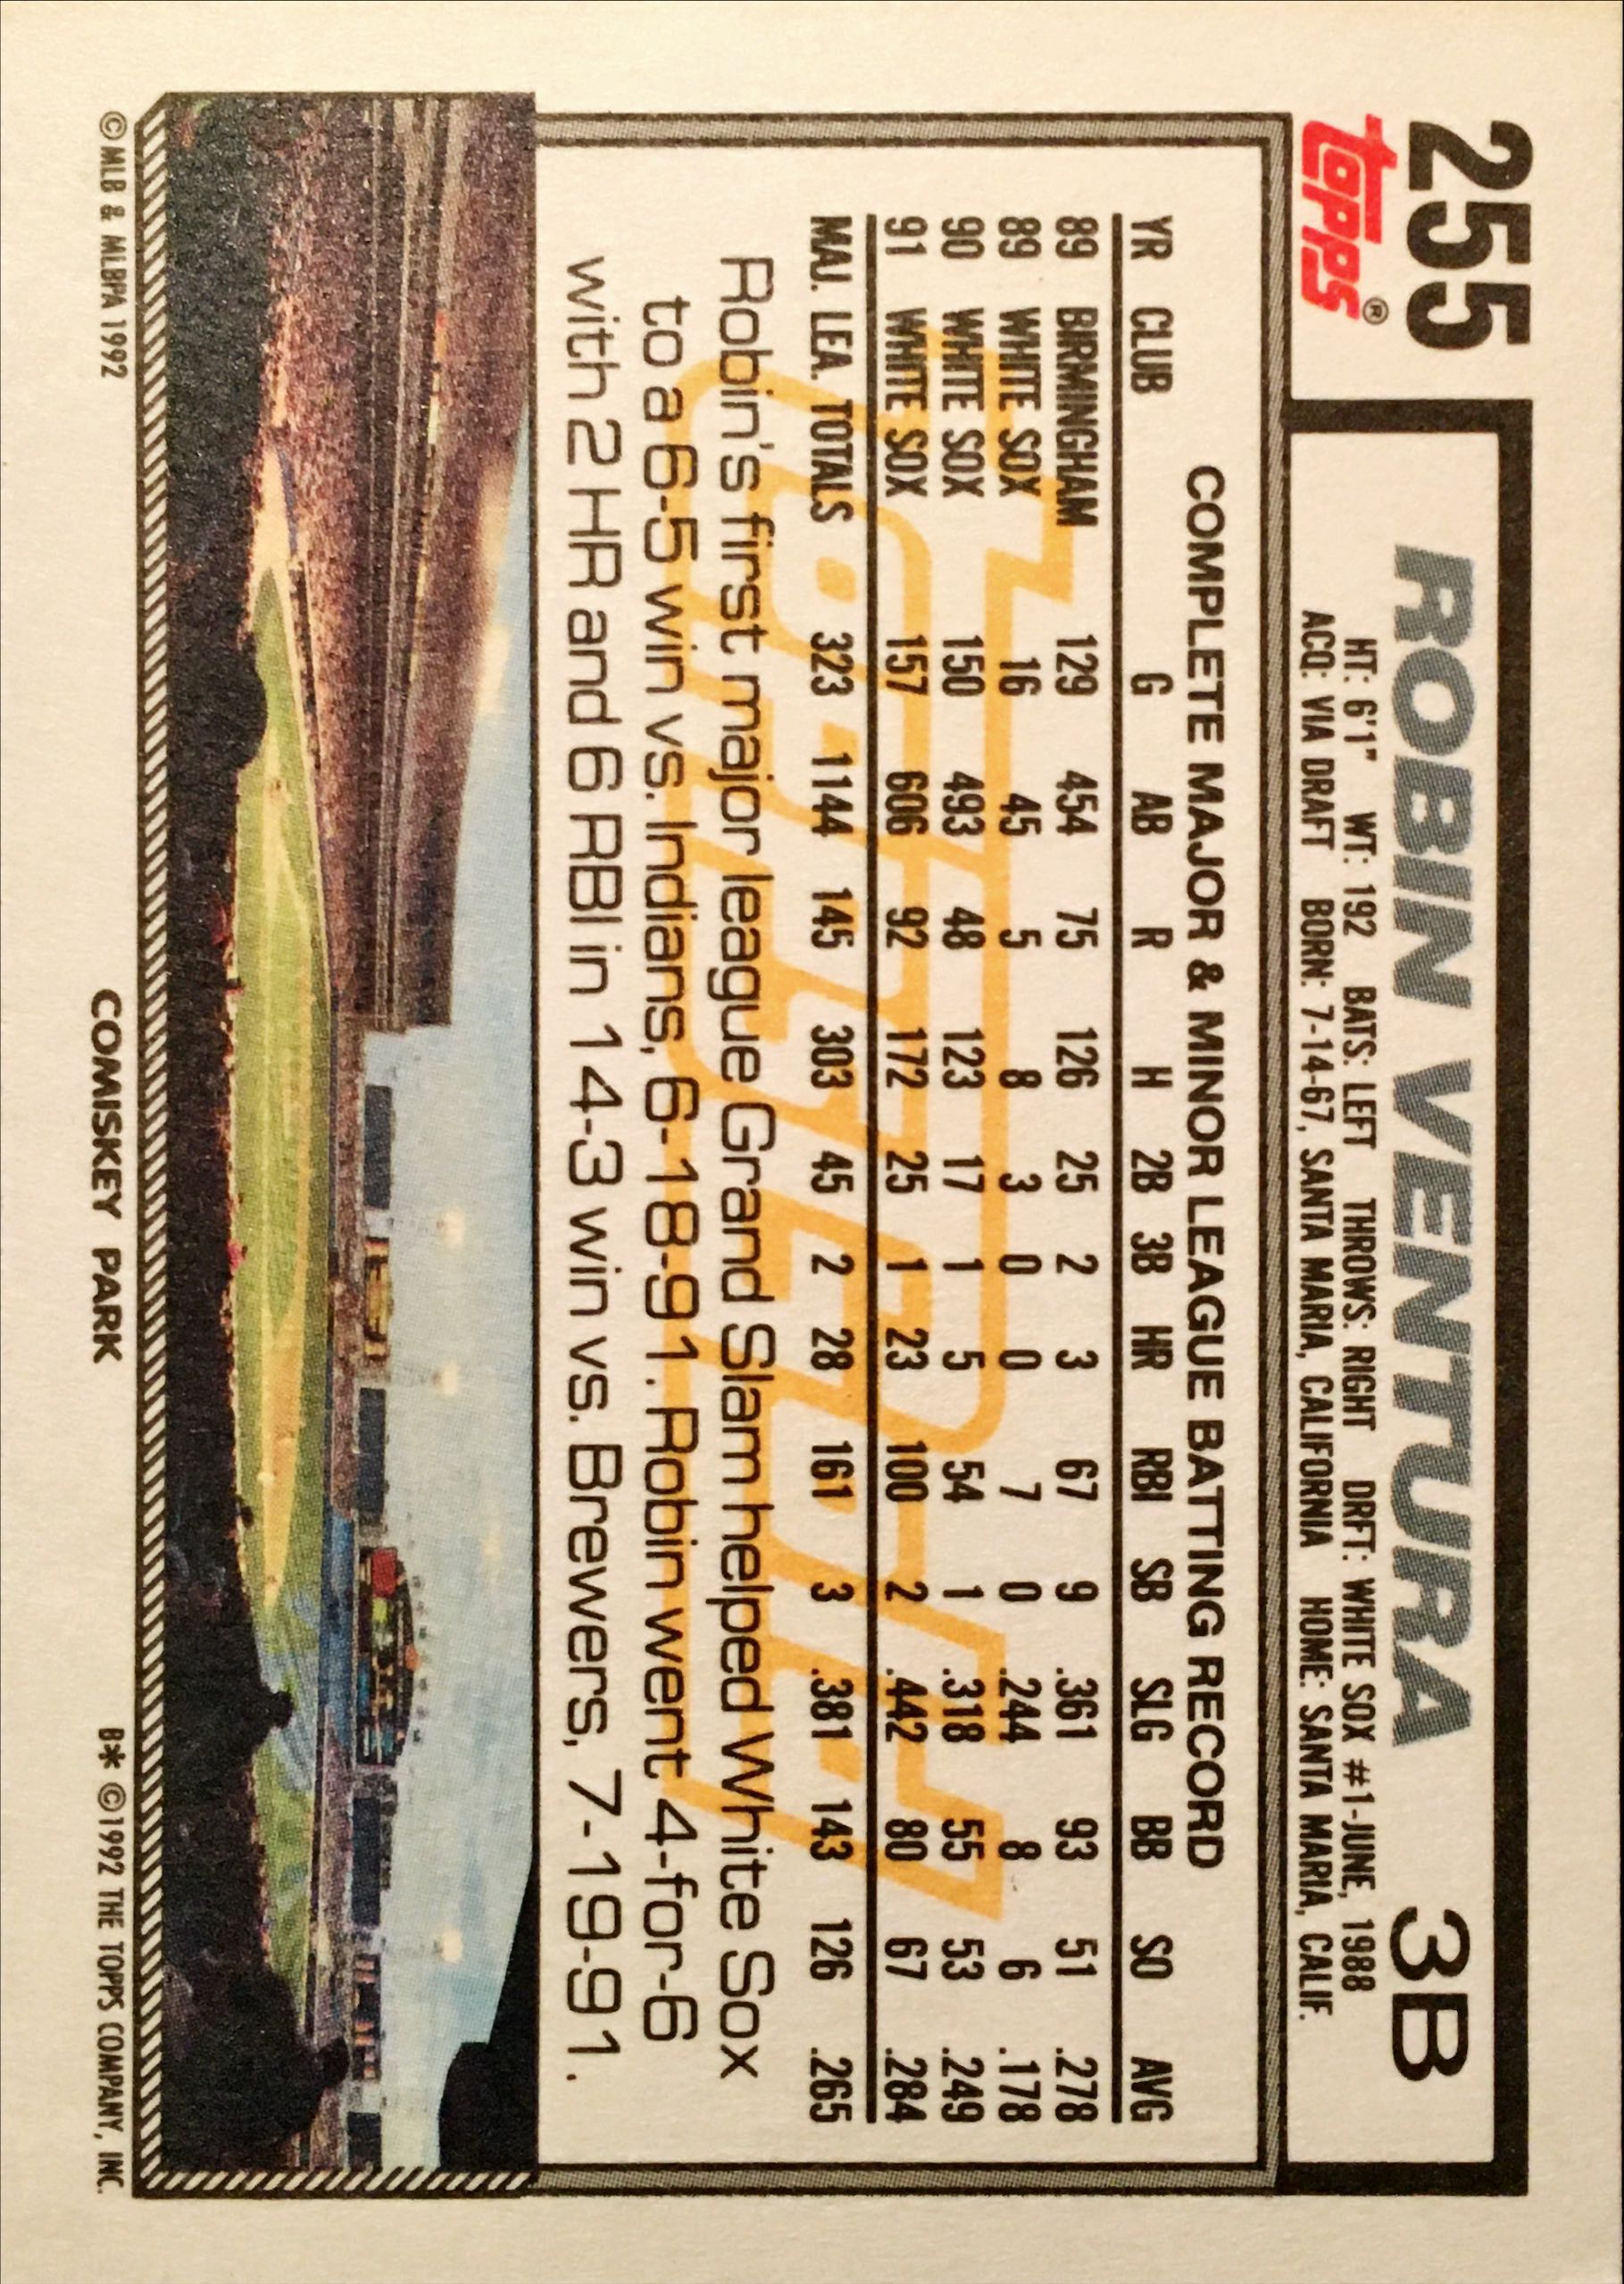 255
Topps®
ROBIN VENTURA 3B
HT: 6'1" WT: 192 BATS: LEFT THROWS: RIGHT DRFT: WHITE SOX #1-JUNE, 1988
ACQ: VIA DRAFT BORN: 7-14-67, SANTA MARIA, CALIFORNIA HOME: SANTA MARIA, CALIF.
COMPLETE MAJOR & MINOR LEAGUE BATTING RECORD
YR CLUB G AB R H 2B 3B HR RBI SB SLG BB SO AVG
89 BIRMINGHAM 129 454 75 126 25 2 3 67 9 .361 93 51 .278
89 WHITE SOX 16 45 5 8 3 0 0 7 0 .244 8 6 .178
90 WHITE SOX 150 493 48 123 17 1 5 54 1 .318 55 53 .249
91 WHITE SOX 157 606 92 172 25 1 23 100 2 .442 80 67 .284
MAJ. LEA. TOTALS 323 1144 145 303 45 2 28 161 3 .381 143 126 .265
Robin's first major league Grand Slam helped White Sox
to a 6-5 win vs. Indians, 6-18-91. Robin went 4-for-6
with 2 HR and 6 RBI in 14-3 win vs. Brewers, 7-19-91.
© MLB & MLBPA 1992 COMISKEY PARK B* ©1992 THE TOPPS COMPANY, INC.